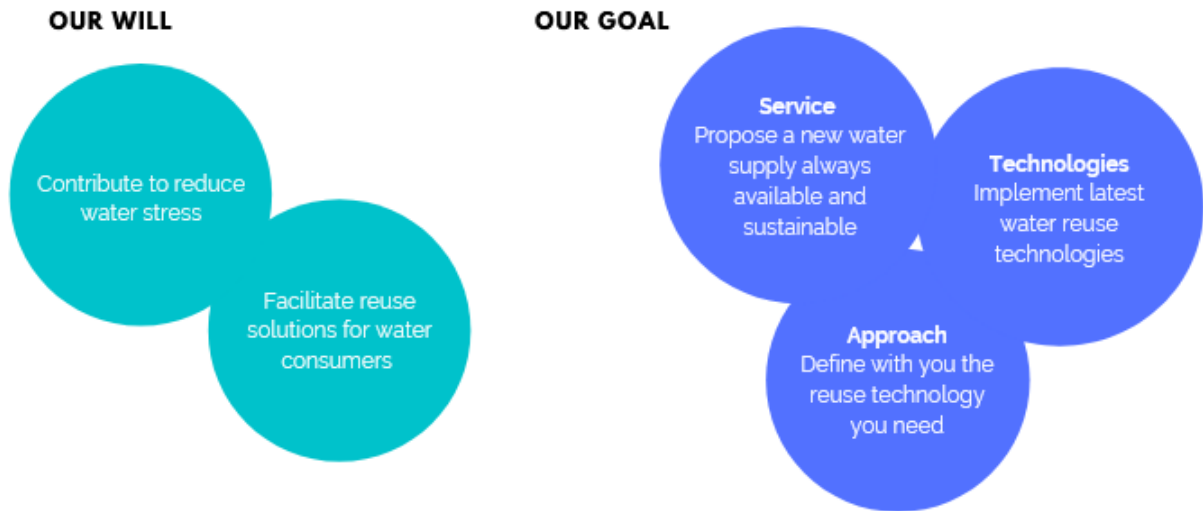 OUR WILL
Contribute to reduce
water stress
Facilitate reuse
solutions for water
consumers
OUR GOAL
Service
Propose a new water
supply always
available and
sustainable
Technologies
Implement latest
water reuse
technologies
Approach
Define with you the
reuse technology
you need